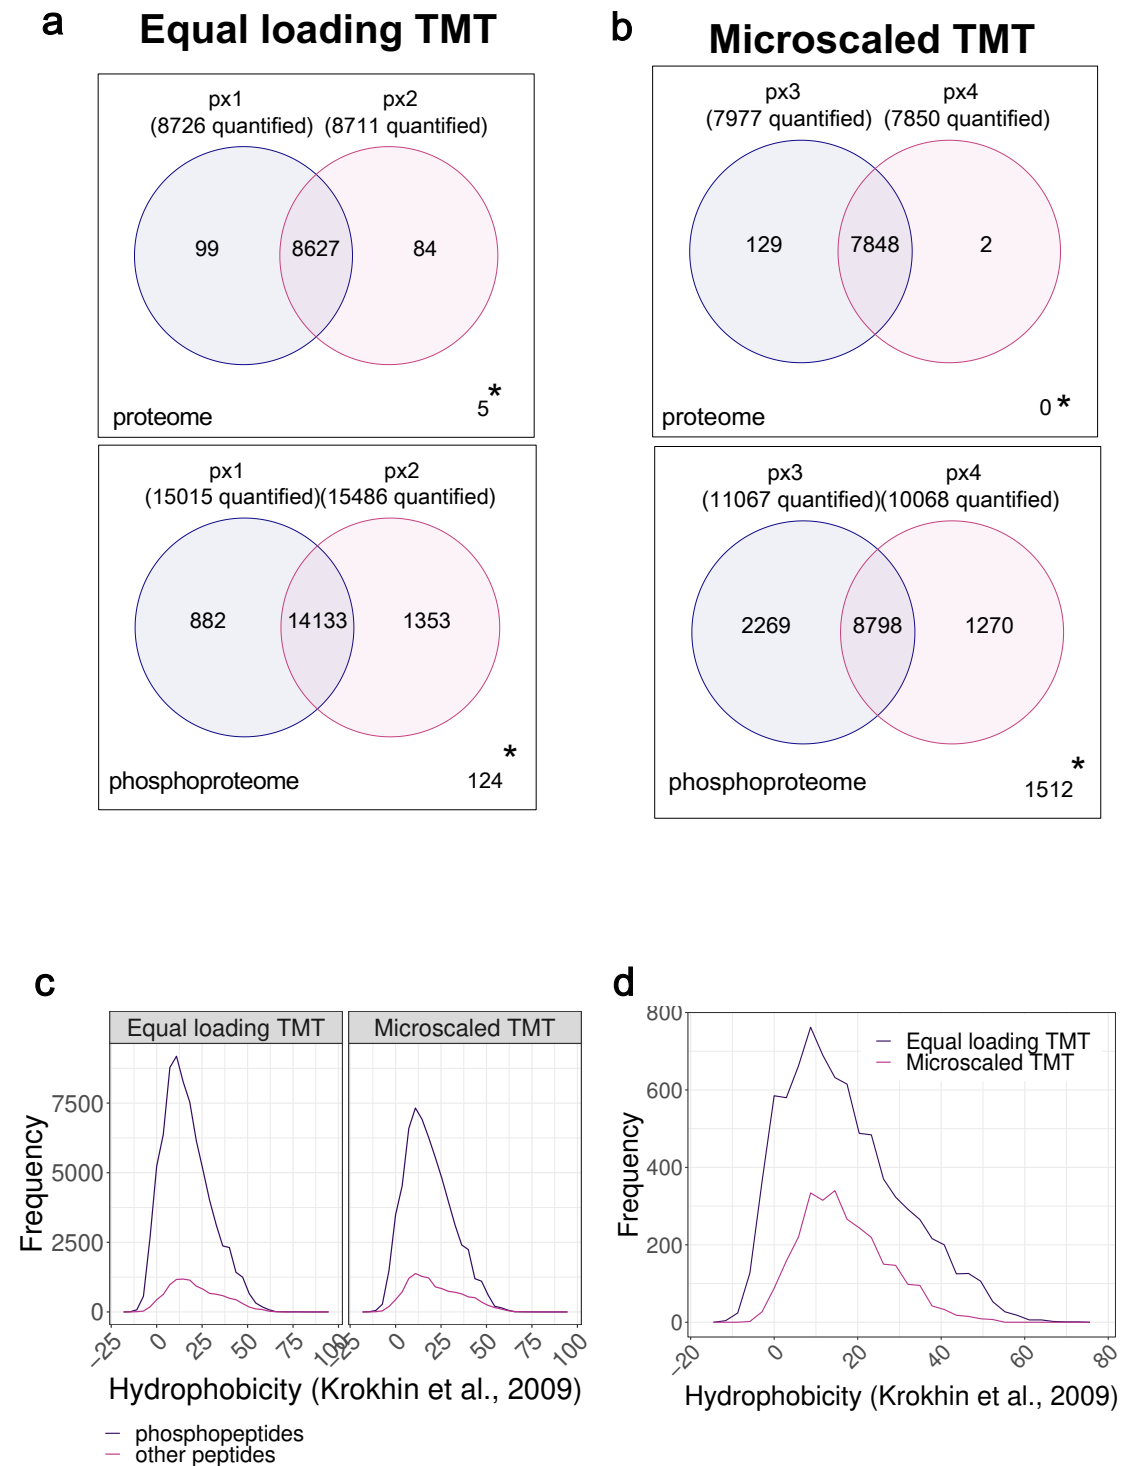 a
Equal loading TMT
px1
px2
(8726 quantified)
(8711 quantified)
99
8627
84
5*
proteome
px1
px2
(15015 quantified)
(15486 quantified)
882
14133
1353
*
124
phosphoproteome
b
Microscaled TMT
px3
px4
(7977 quantified)
(7850 quantified)
129
7848
2
0*
proteome
px3
px4
(11067 quantified)
(10068 quantified)
2269
8798
1270
*
1512
phosphoproteome
c
Equal loading TMT
Microscaled TMT
Frequency
7500
5000
2500
0
-25
0
25
50
75
100
-25
0
25
50
75
100
Hydrophobicity (Krokhin et al., 2009)
phosphopeptides
other peptides
d
Equal loading TMT
Microscaled TMT
Frequency
800
600
400
200
0
-20
0
20
40
60
80
Hydrophobicity (Krokhin et al., 2009)